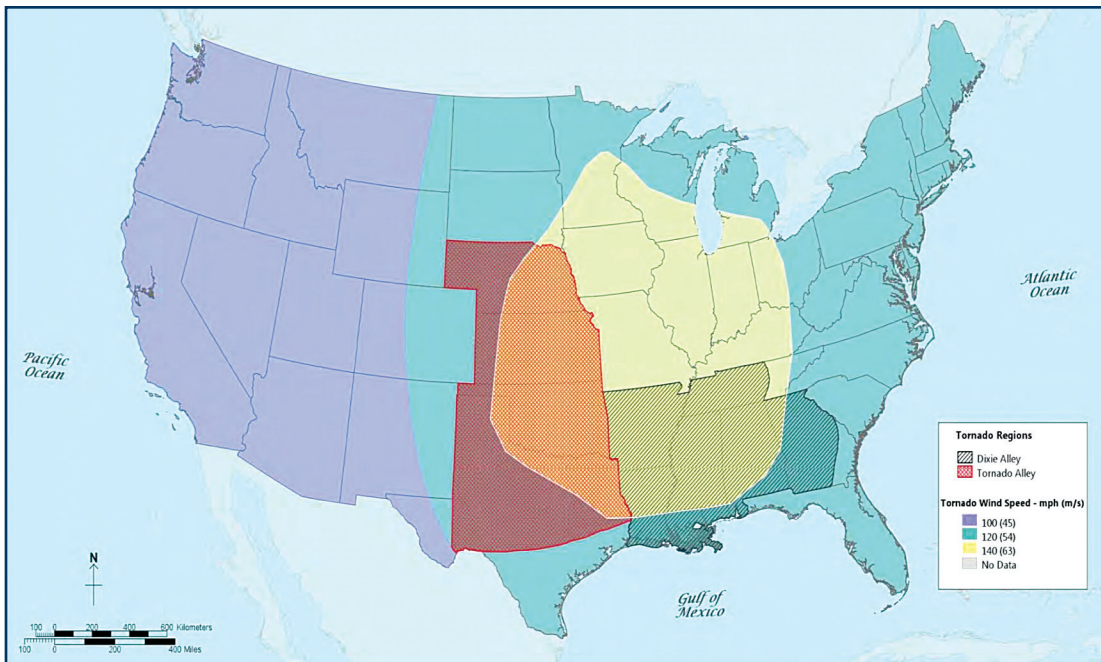 Pacific
Ocean
Atlantic
Ocean
Gulf of
Mexico
Tornado Regions
Dixie Alley
Tornado Alley
Tornado Wind Speed - mph (m/s)
100 (45)
120 (54)
140 (63)
No Data
N
100 0 200 400 600 Kilometers
100 0 200 400 Miles